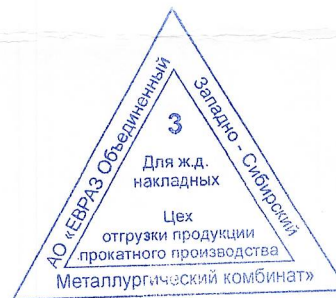 АО «ЕВРАЗ Объединенный
Западно - Сибирский
Металлургический комбинат»
3
Для ж.д.
накладных
Цех
отгрузки продукции
прокатного производства